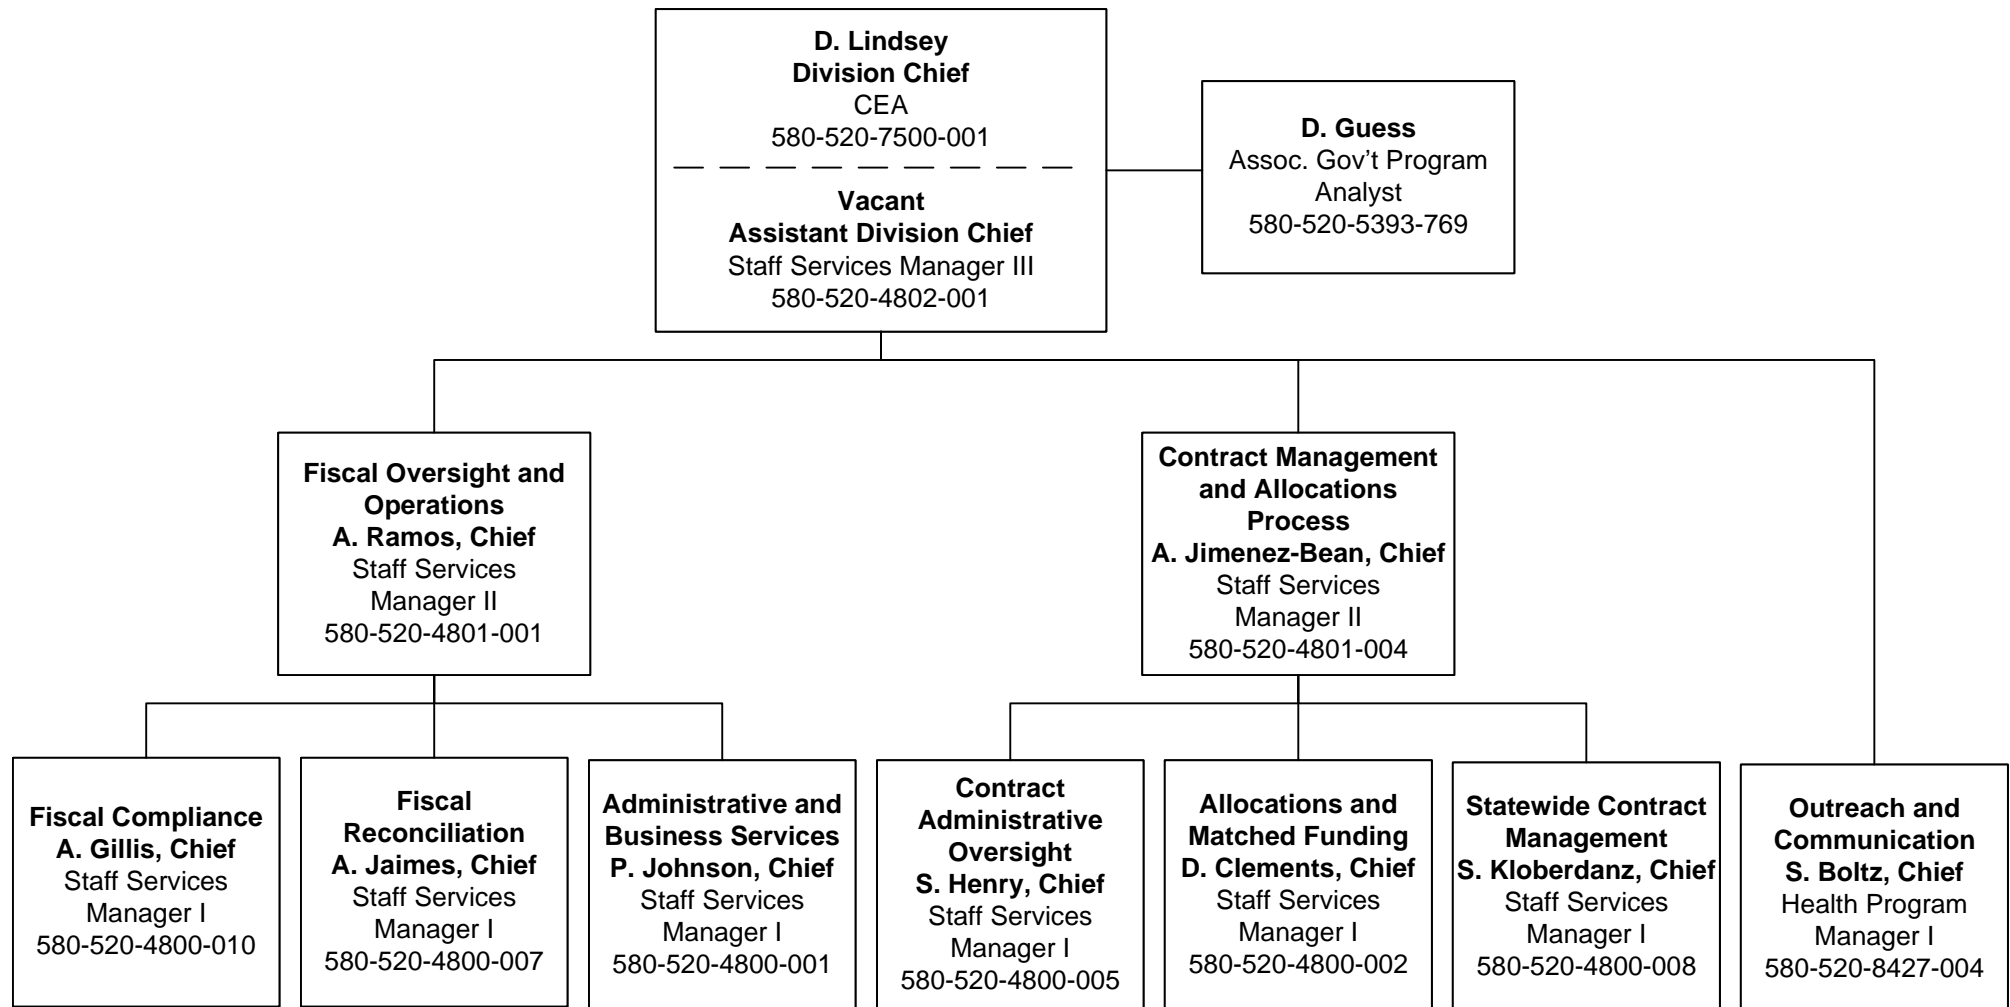 D. Lindsey
Division Chief
CEA
580-520-7500-001
Vacant
Assistant Division Chief
Staff Services Manager III
580-520-4802-001
D. Guess
Assoc. Gov’t Program
Analyst
580-520-5393-769
Fiscal Oversight and
Operations
A. Ramos, Chief
Staff Services
Manager II
580-520-4801-001
Contract Management
and Allocations
Process
A. Jimenez-Bean, Chief
Staff Services
Manager II
580-520-4801-004
Fiscal Compliance
A. Gillis, Chief
Staff Services
Manager I
580-520-4800-010
Fiscal
Reconciliation
A. Jaimes, Chief
Staff Services
Manager I
580-520-4800-007
Administrative and
Business Services
P. Johnson, Chief
Staff Services
Manager I
580-520-4800-001
Contract
Administrative
Oversight
S. Henry, Chief
Staff Services
Manager I
580-520-4800-005
Allocations and
Matched Funding
D. Clements, Chief
Staff Services
Manager I
580-520-4800-002
Statewide Contract
Management
S. Kloberdanz, Chief
Staff Services
Manager I
580-520-4800-008
Outreach and
Communication
S. Boltz, Chief
Health Program
Manager I
580-520-8427-004